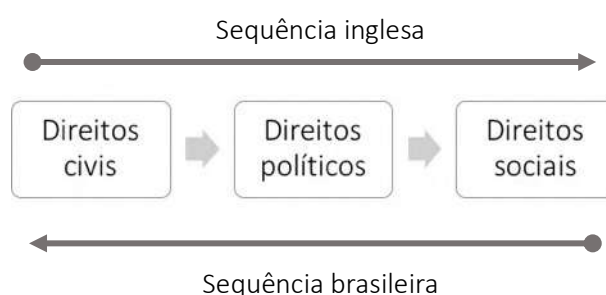 Sequência inglesa
Direitos
civis
Direitos
políticos
Direitos
sociais
Sequência brasileira